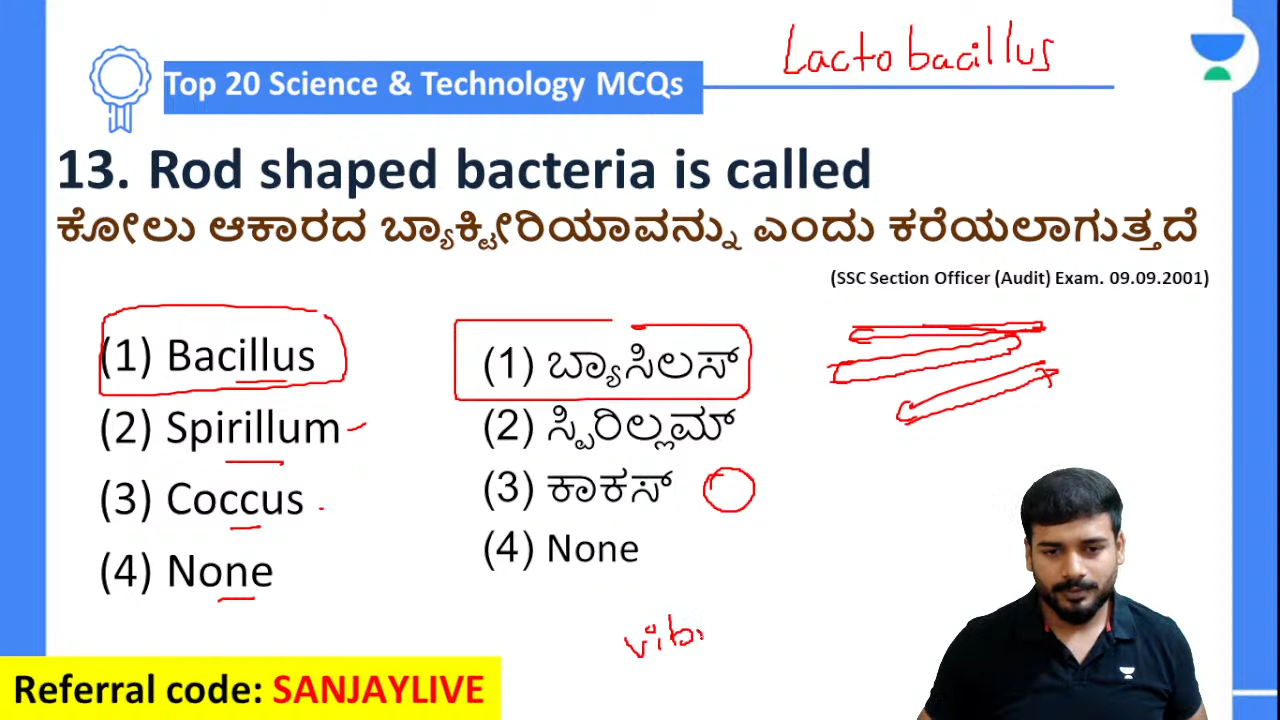 Lactobacillus
Top 20 Science & Technology MCQs
13. Rod shaped bacteria is called
ಕೋಲು ಆಕಾರದ ಬ್ಯಾಕ್ಟೀರಿಯಾವನ್ನು ಎಂದು ಕರೆಯಲಾಗುತ್ತದೆ
(SSC Section Officer (Audit) Exam. 09.09.2001)
(1) Bacillus
(2) Spirillum
(3) Coccus
(4) None
(1) ಬ್ಯಾಸಿಲಸ್
(2) ಸ್ಪಿರಿಲ್ಲಮ್
(3) ಕಾಕಸ್
(4) None
vib
Referral code: SANJAYLIVE